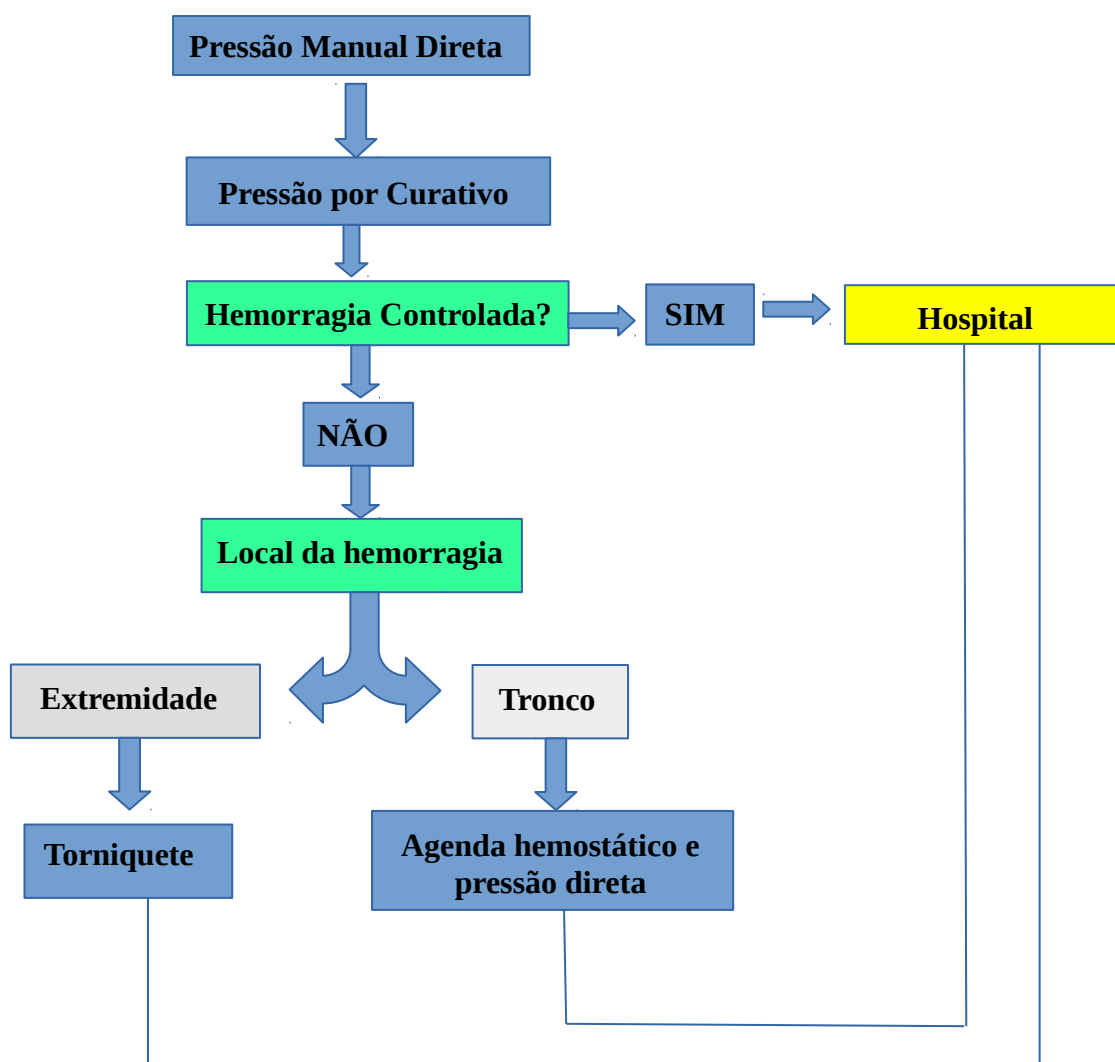 Pressão Manual Direta
Pressão por Curativo
Hemorragia Controlada?
SIM
Hospital
NÃO
Local da hemorragia
Extremidade
Tronco
Torniquete
Agenda hemostático e
pressão direta